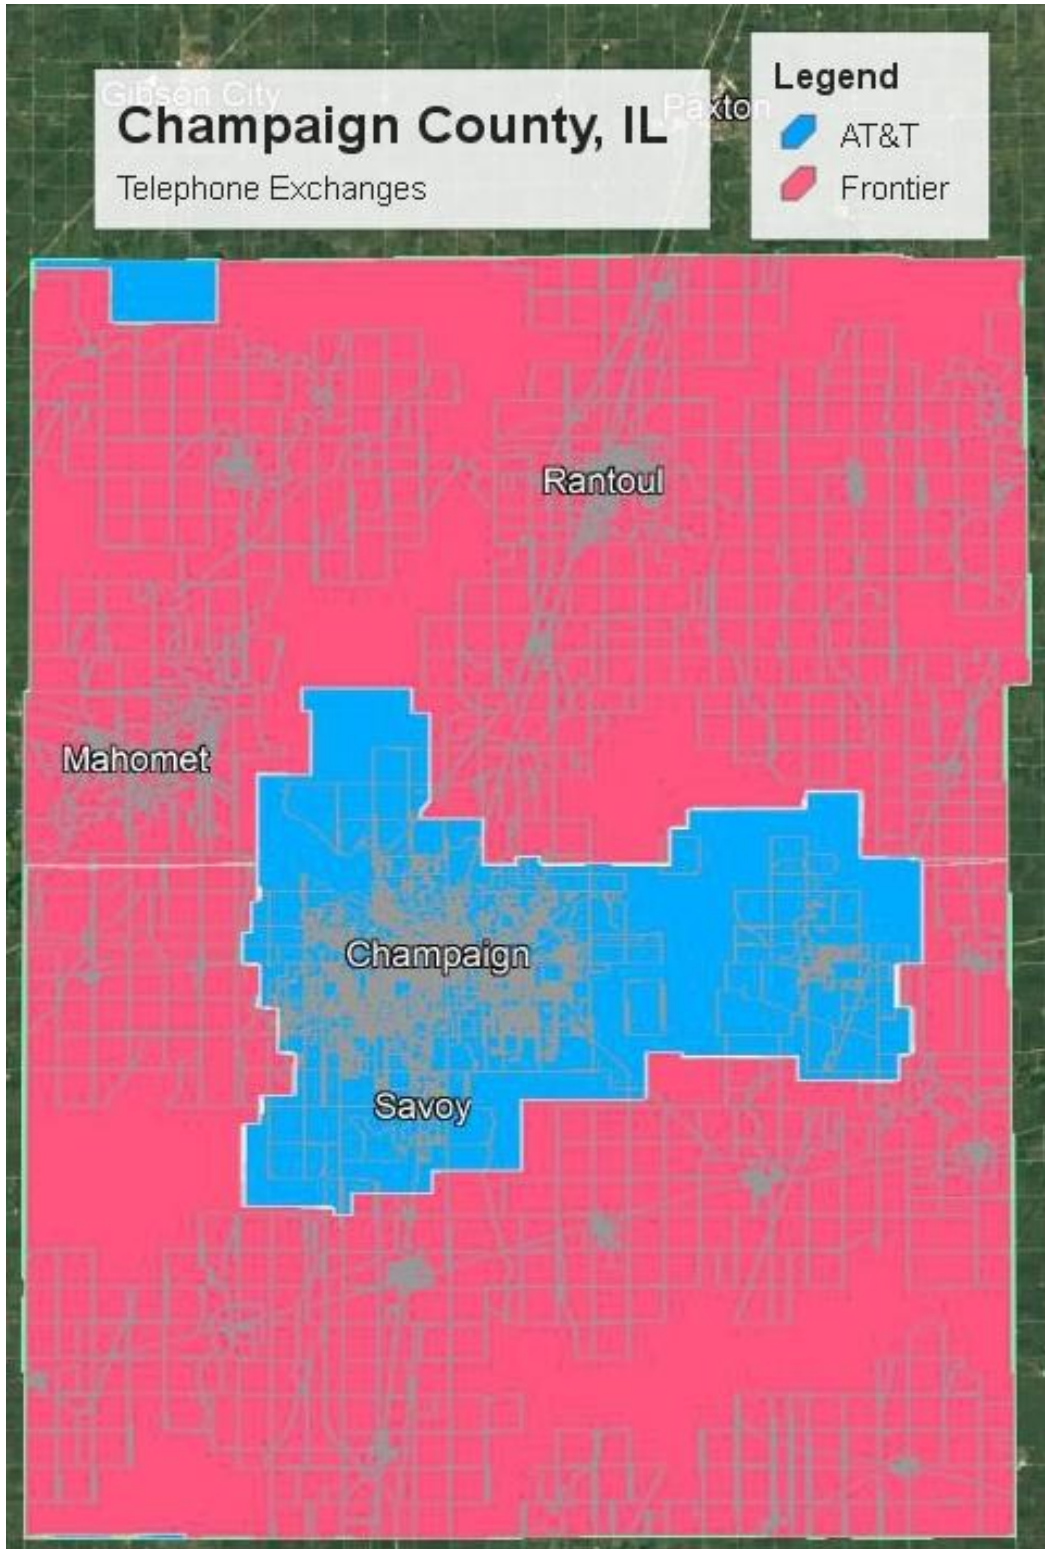 Gibson City
Champaign County, IL
Telephone Exchanges
Paxton
Legend
AT&T
Frontier
Rantoul
Mahomet
Champaign
Savoy